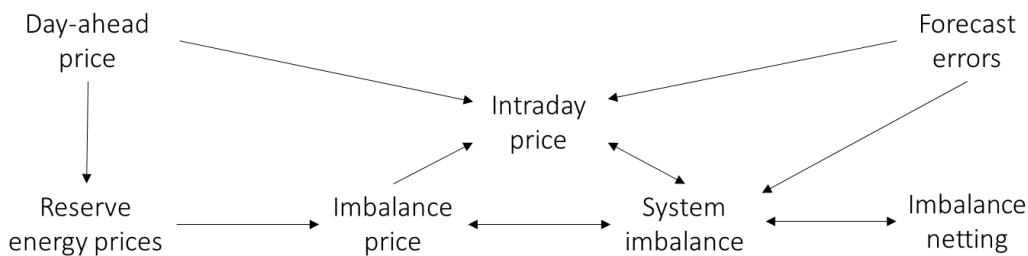 Day-ahead
price
Forecast
errors
Intraday
price
Reserve
energy prices
Imbalance
price
System
imbalance
Imbalance
netting